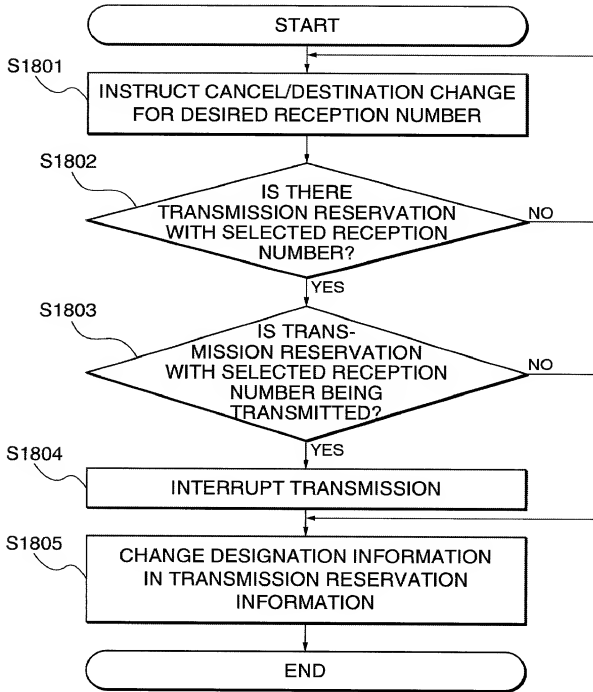 START
S1801
INSTRUCT CANCEL/DESTINATION CHANGE
FOR DESIRED RECEPTION NUMBER
S1802
IS THERE
TRANSMISSION RESERVATION
WITH SELECTED RECEPTION
NUMBER?
NO
YES
S1803
IS TRANS-
MISSION RESERVATION
WITH SELECTED RECEPTION
NUMBER BEING
TRANSMITTED?
NO
YES
S1804
INTERRUPT TRANSMISSION
S1805
CHANGE DESIGNATION INFORMATION
IN TRANSMISSION RESERVATION
INFORMATION
END